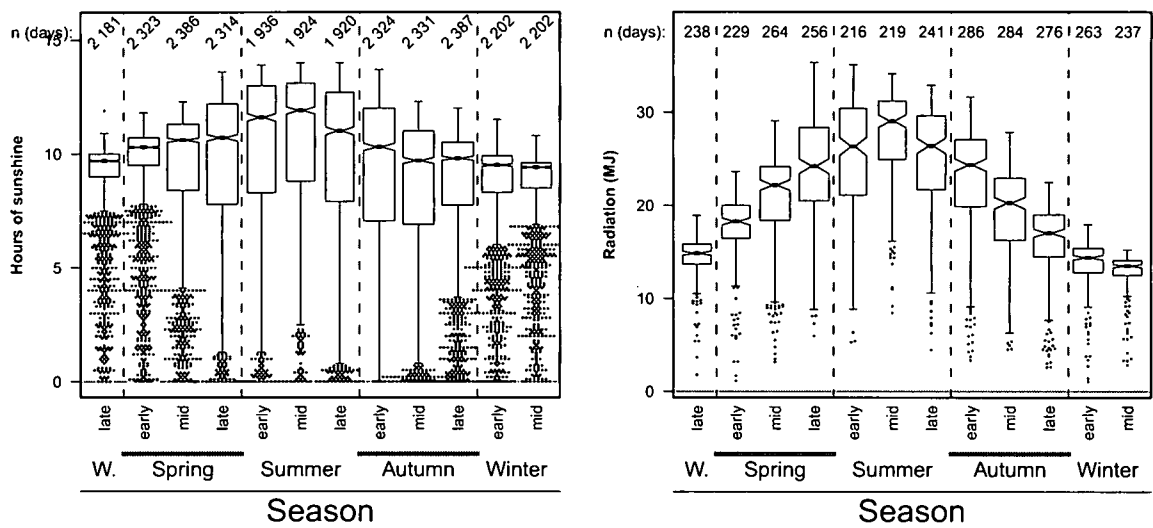 n (days): 2 181 2 323 2 386 2 314 1 936 1 924 1 920 2 324 2 331 2 387 2 202 2 202
15
10
5
0
Hours of sunshine
late early mid late early mid late early mid late early mid
W. Spring Summer Autumn Winter
Season
n (days): 238 229 264 256 216 219 241 286 284 276 263 237
30
20
10
0
Radiation (MJ)
late early mid late early mid late early mid late early mid
W. Spring Summer Autumn Winter
Season